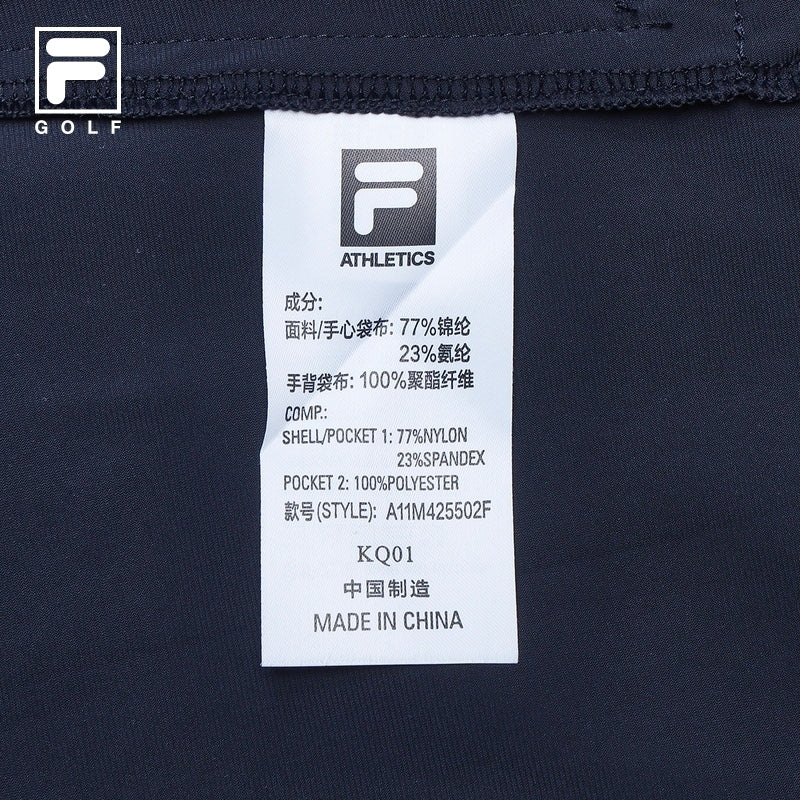 F
GOLF
F
ATHLETICS
成分:
面料/手心袋布: 77%锦纶
23%氨纶
手背袋布: 100%聚酯纤维
COMP.:
SHELL/POCKET 1: 77%NYLON
23%SPANDEX
POCKET 2: 100%POLYESTER
款号(STYLE): A11M425502F
KQ01
中国制造
MADE IN CHINA